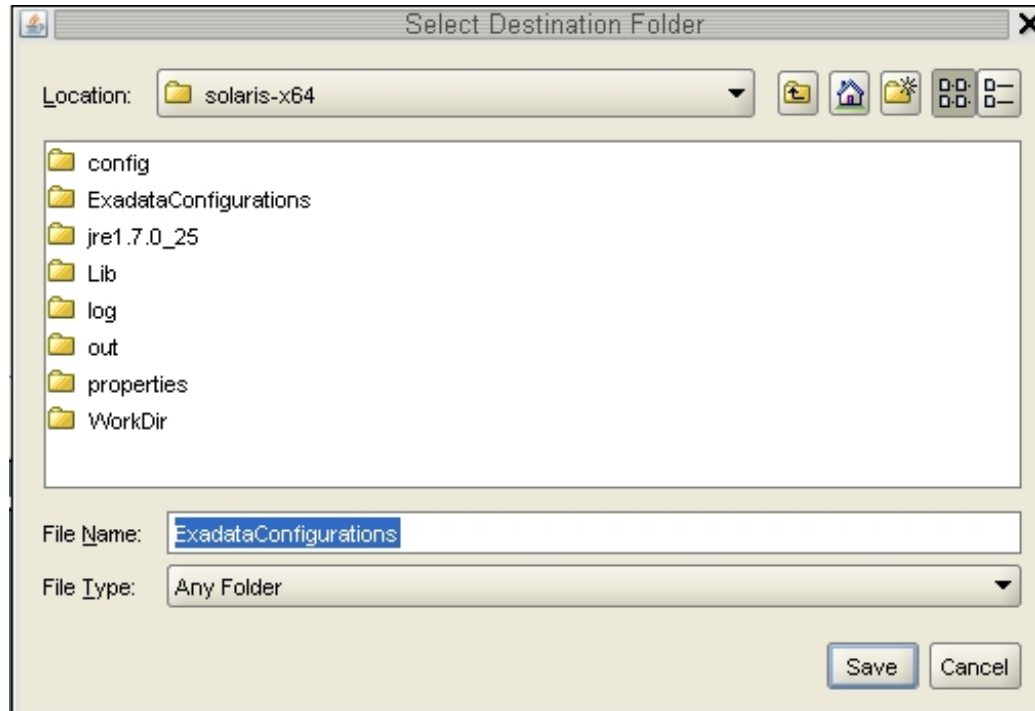 Select Destination Folder
Location: solaris-x64
config
ExadataConfigurations
jre1.7.0_25
Lib
log
out
properties
WorkDir
File Name: ExadataConfigurations
File Type: Any Folder
Save Cancel